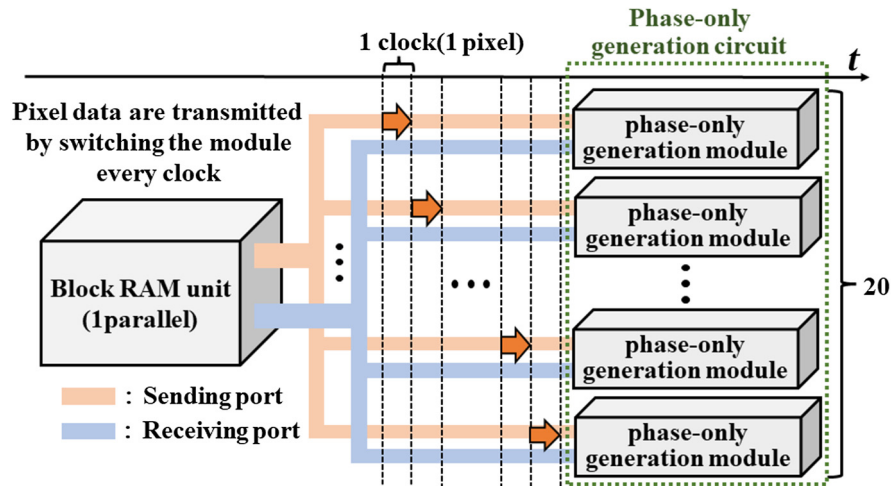 Phase-only
generation circuit
1 clock(1 pixel)
t
Pixel data are transmitted
by switching the module
every clock
phase-only
generation module
phase-only
generation module
Block RAM unit
(1parallel)
20
phase-only
generation module
phase-only
generation module
: Sending port
: Receiving port